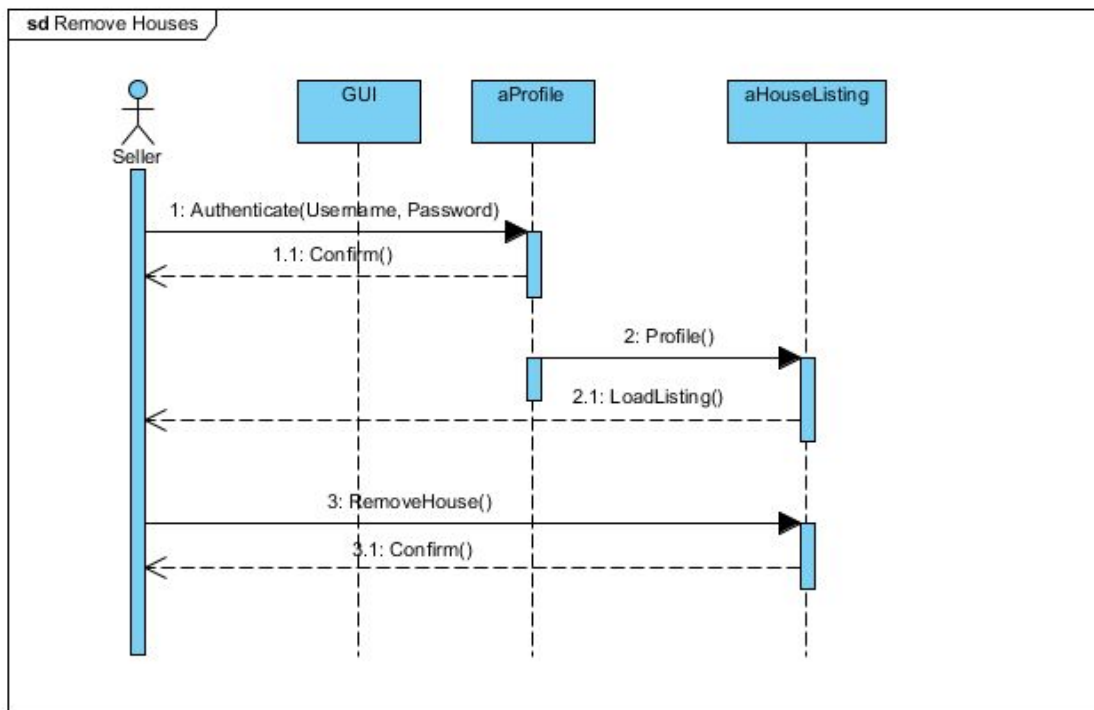 sd Remove Houses
GUI
aProfile
aHouseListing
Seller
1: Authenticate(Username, Password)
1.1: Confirm()
2: Profile()
2.1: LoadListing()
3: RemoveHouse()
3.1: Confirm()